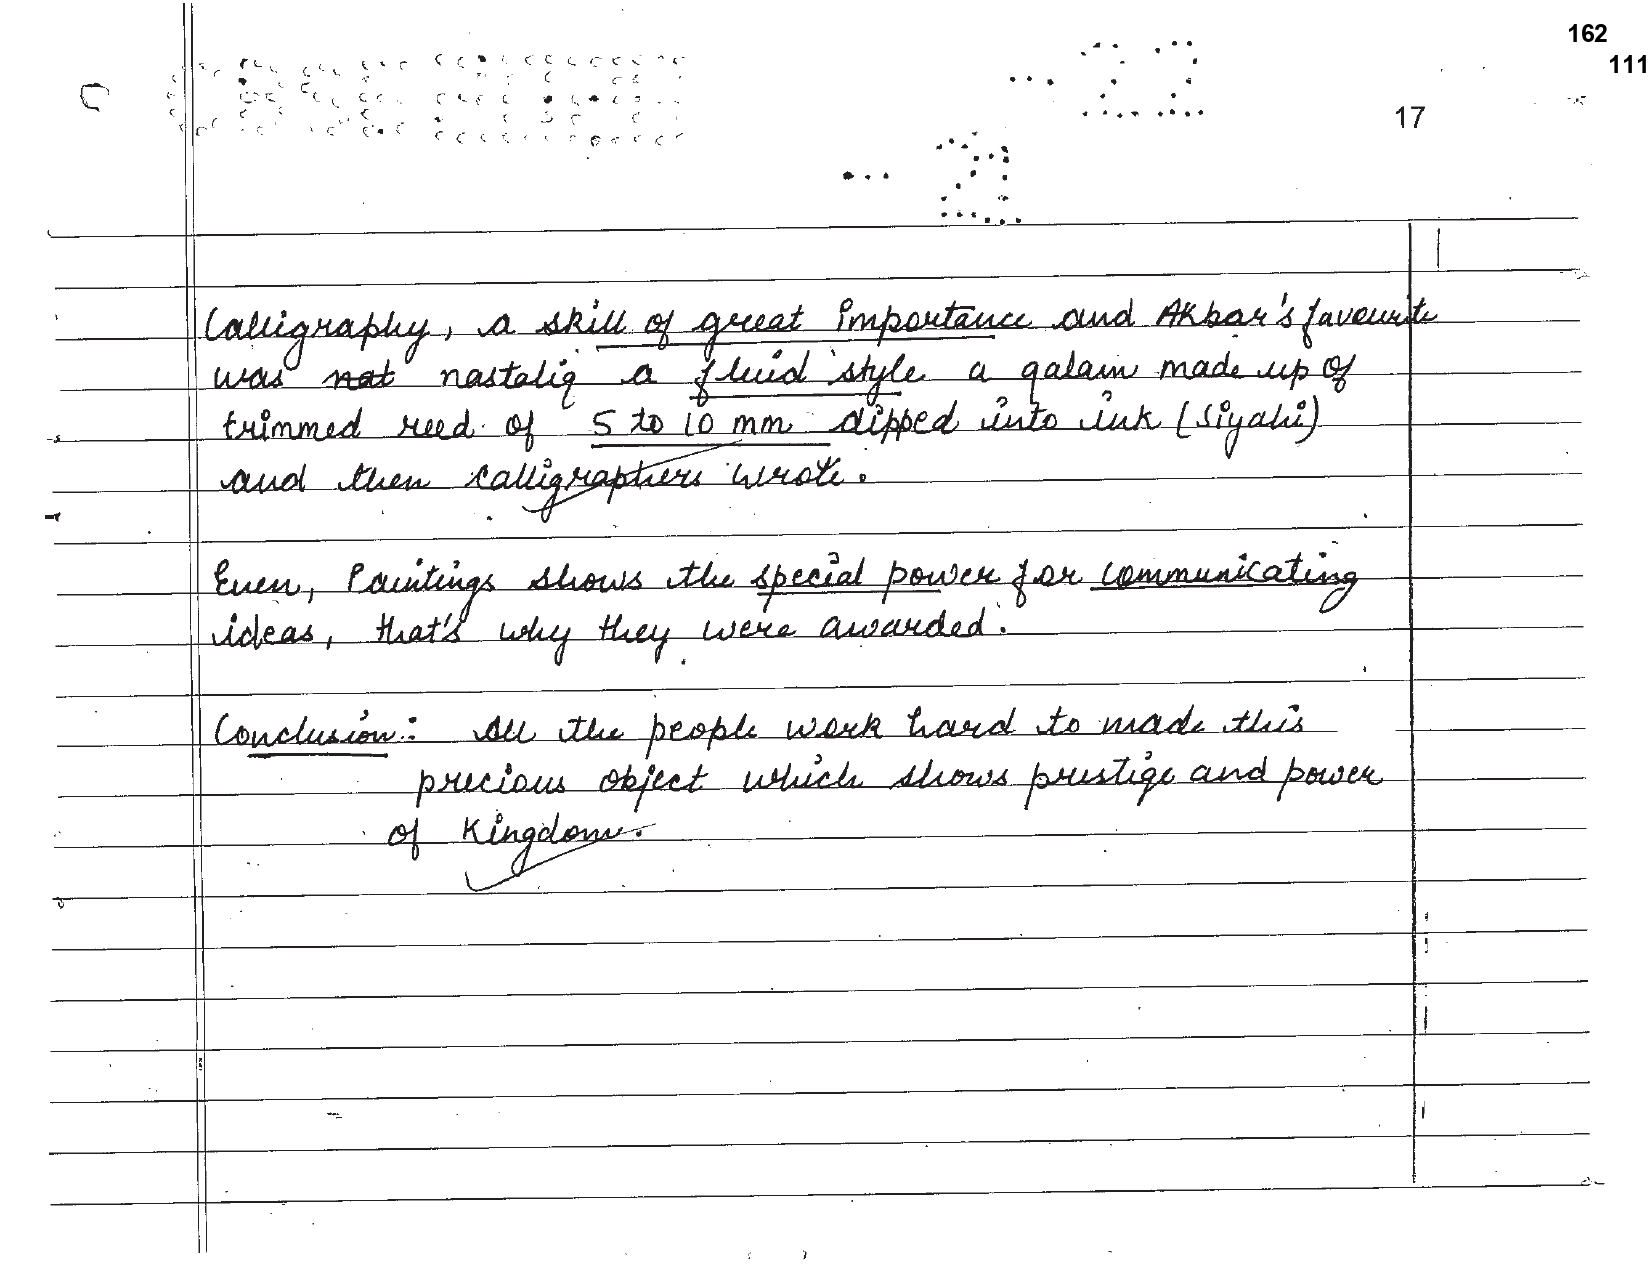 162
111
17
-- 22
-- 21
Calligraphy, a skill of great importance and Akbar's favourite
was not nastaliq a fluid style a qalam made up of
trimmed reed of 5 to 10 mm dipped into ink (siyahi)
and then calligraphers wrote.
Even, Paintings shows the special power for communicating
ideas, that's why they were awarded.
Conclusion: All the people work hard to made this
precious object which shows prestige and power
of Kingdom.